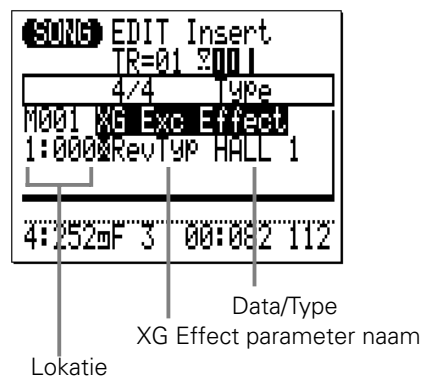 SONG EDIT Insert
TR=01
4/4 Type
M001 XG Exc Effect
1:000 RevTyp HALL 1
4:252 F 3 00:082 112
Data/Type
XG Effect parameter naam
Lokatie